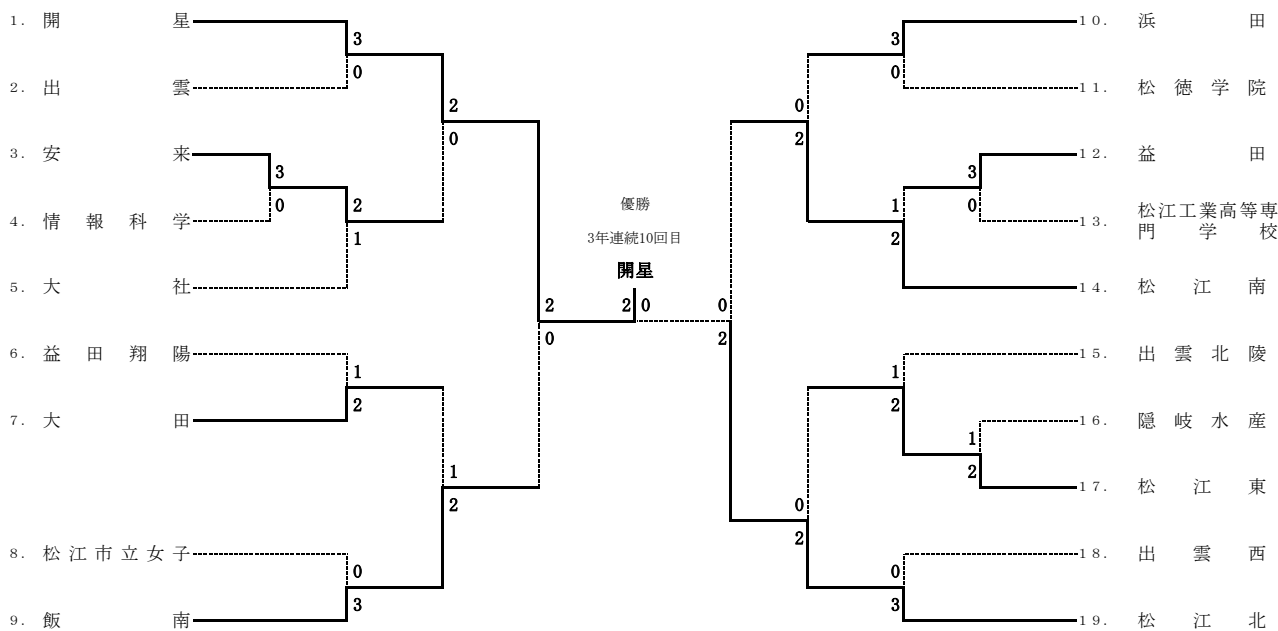 1. 開星
3
0
2. 出雲
2
0
3. 安来
3
0
4. 情報科学
2
1
5. 大社
2
0
6. 益田翔陽
1
2
7. 大田
1
2
8. 松江市立女子
0
3
9. 飯南
優勝
3年連続10回目
開星
2 0
10. 浜田
3
0
11. 松徳学院
0
2
12. 益田
3
0
13. 松江工業高等専門学校
1
2
14. 松江南
0
2
15. 出雲北陵
1
2
16. 隠岐水産
1
2
17. 松江東
0
2
18. 出雲西
0
3
19. 松江北